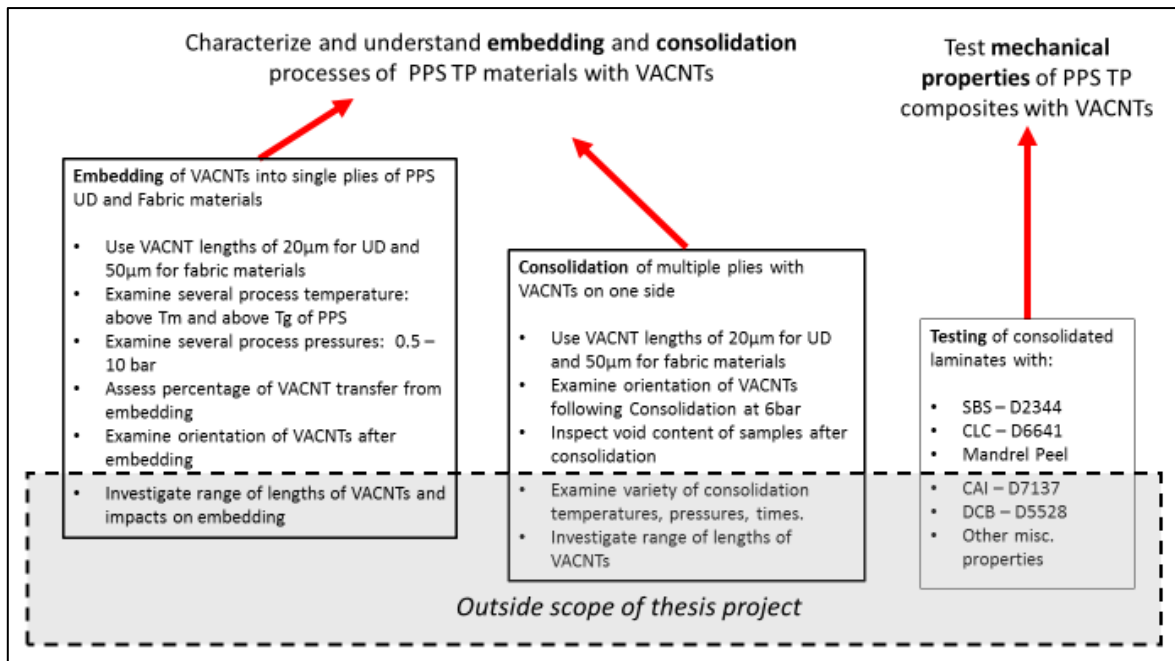 Characterize and understand embedding and consolidation
processes of PPS TP materials with VACNTs
Test mechanical
properties of PPS TP
composites with VACNTs
Embedding of VACNTs into single plies of PPS
UD and Fabric materials
• Use VACNT lengths of 20μm for UD and
50μm for fabric materials
• Examine several process temperature:
above Tm and above Tg of PPS
• Examine several process pressures: 0.5 –
10 bar
• Assess percentage of VACNT transfer from
embedding
• Examine orientation of VACNTs after
embedding
• Investigate range of lengths of VACNTs and
impacts on embedding
Consolidation of multiple plies with
VACNTs on one side
• Use VACNT lengths of 20μm for UD
and 50μm for fabric materials
• Examine orientation of VACNTs
following Consolidation at 6bar
• Inspect void content of samples after
consolidation
• Examine variety of consolidation
temperatures, pressures, times.
• Investigate range of lengths of
VACNTs
Testing of consolidated
laminates with:
• SBS – D2344
• CLC – D6641
• Mandrel Peel
• CAI – D7137
• DCB – D5528
• Other misc.
properties
Outside scope of thesis project